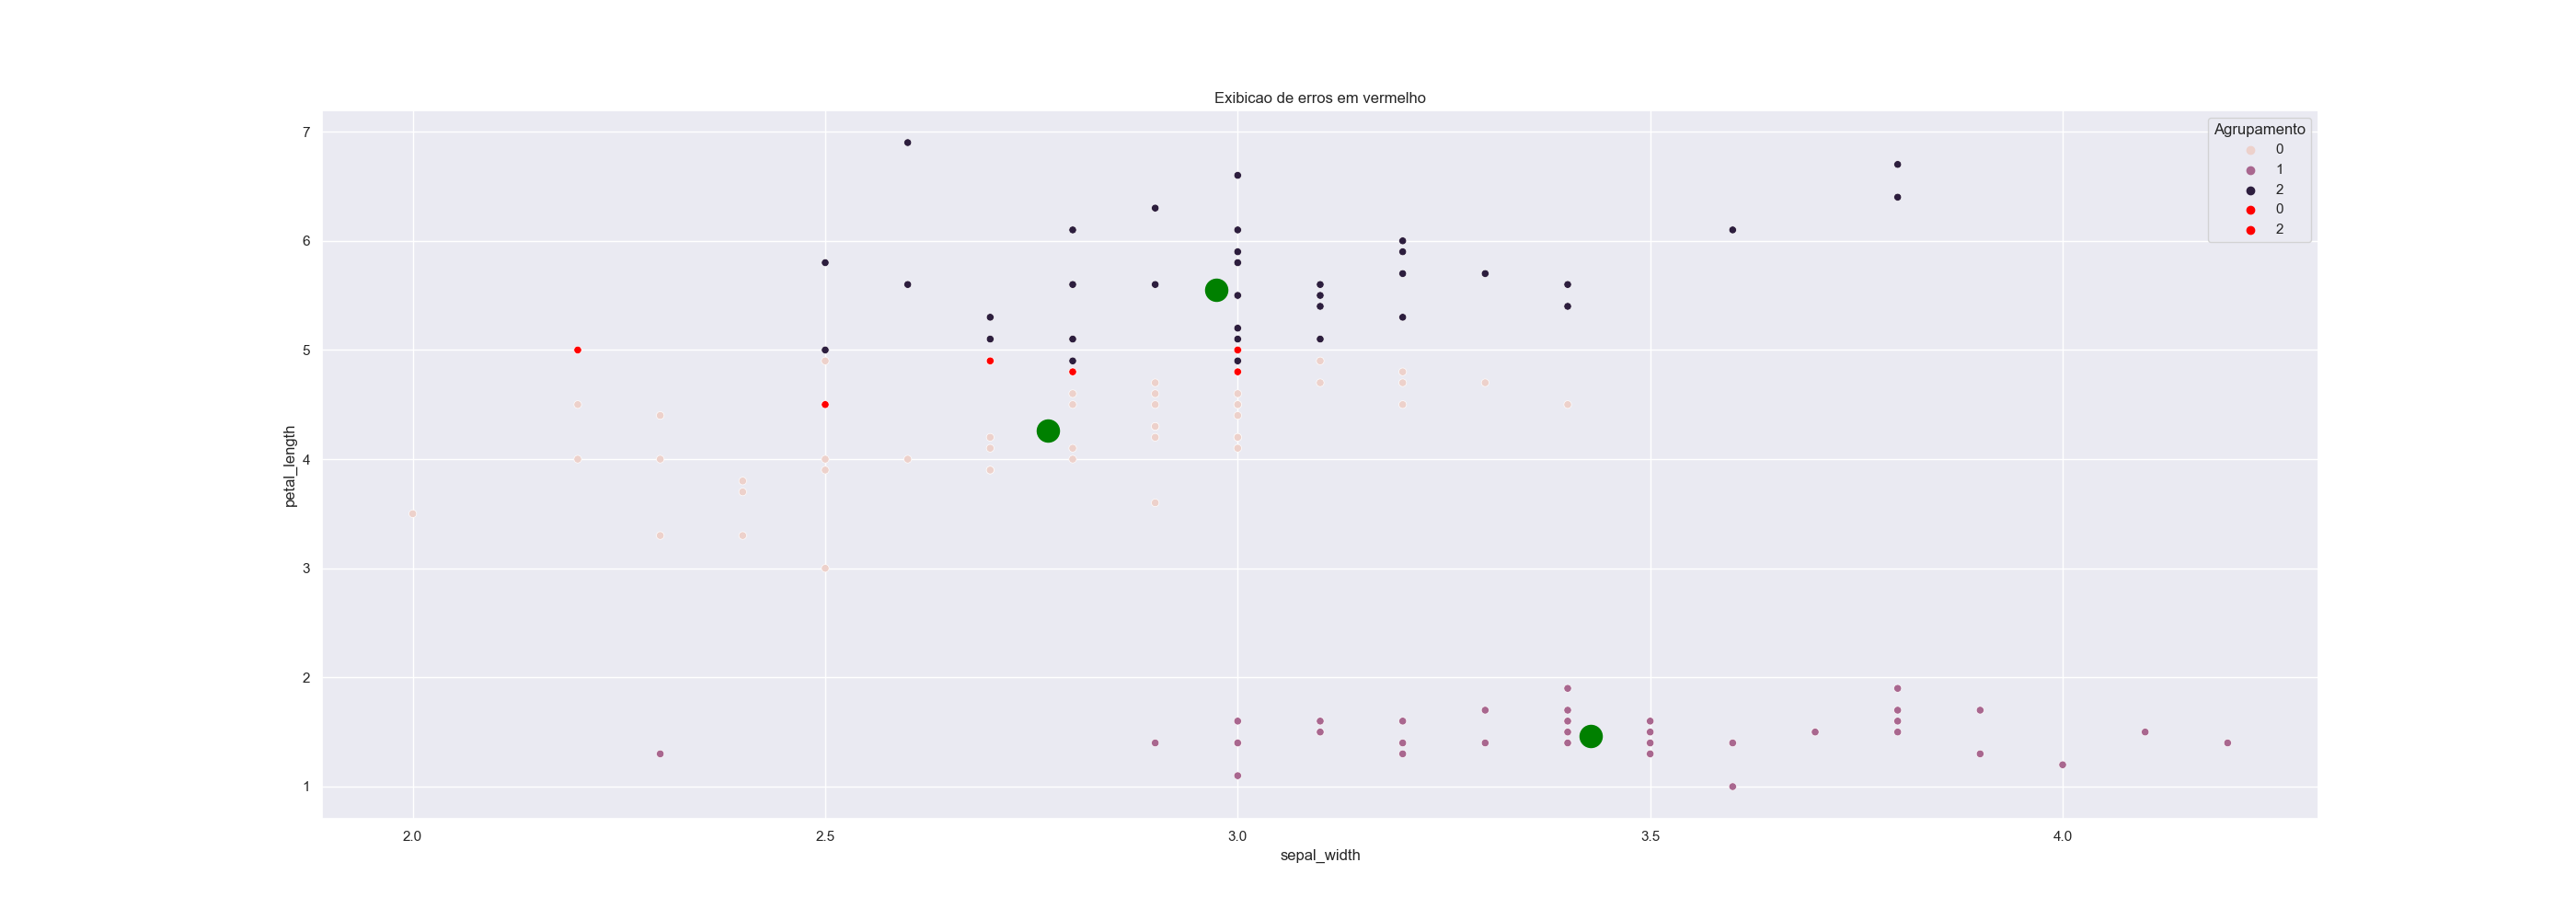 Exibicao de erros em vermelho
Agrupamento
0
1
2
0
2
7
6
5
4
3
2
1
petal_length
2.0 2.5 3.0 3.5 4.0
sepal_width